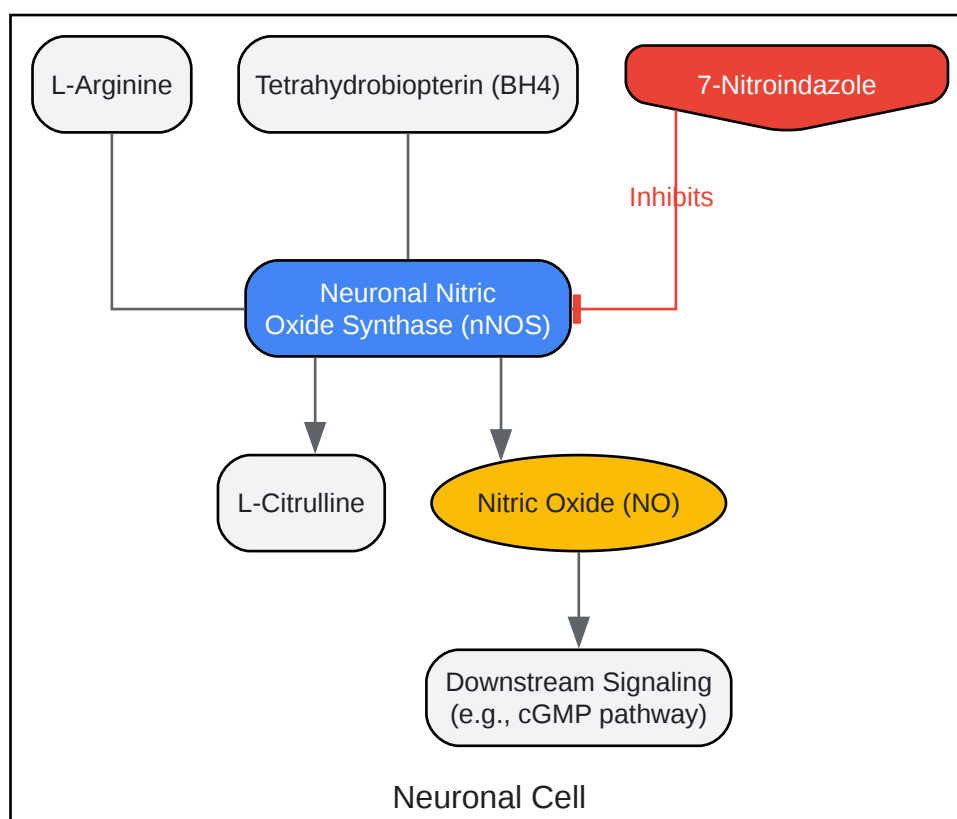 L-Arginine
Tetrahydrobiopterin (BH4)
7-Nitroindazole
Inhibits
Neuronal Nitric
Oxide Synthase (nNOS)
L-Citrulline
Nitric Oxide (NO)
Downstream Signaling
(e.g., cGMP pathway)
Neuronal Cell